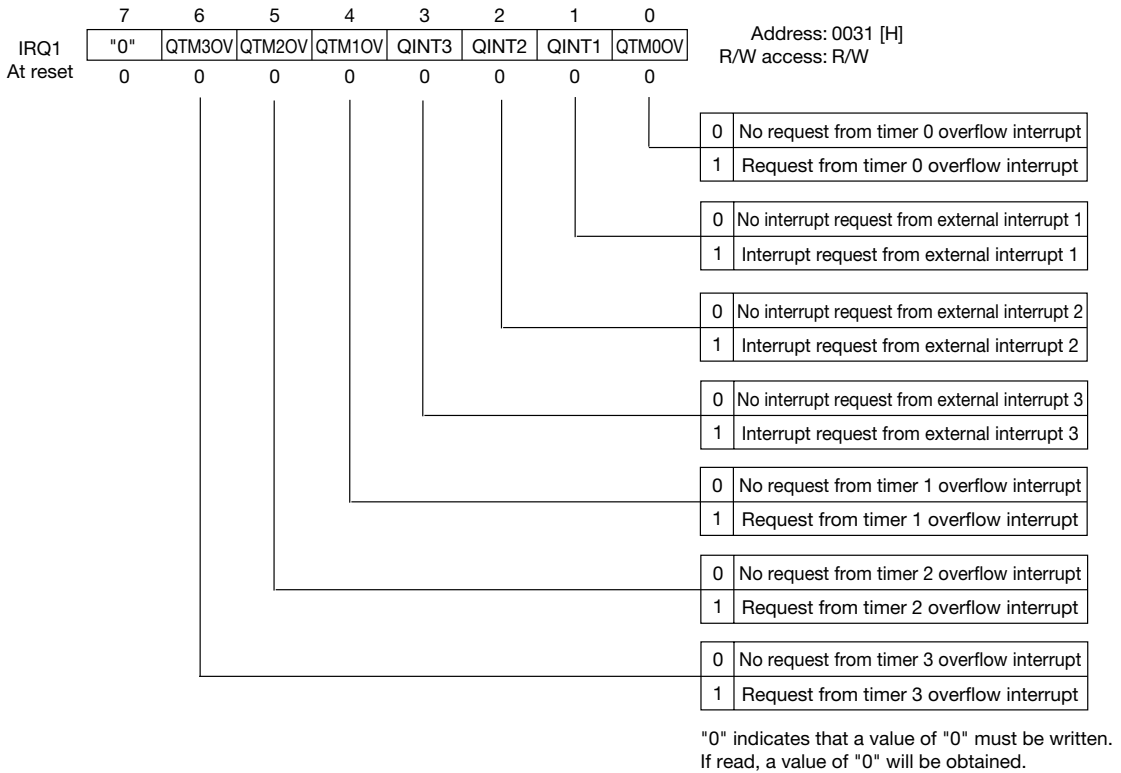 7 6 5 4 3 2 1 0
IRQ1 "0" QTM3OV QTM2OV QTM1OV QINT3 QINT2 QINT1 QTM0OV
At reset 0 0 0 0 0 0 0 0
Address: 0031 [H]
R/W access: R/W
0 No request from timer 0 overflow interrupt
1 Request from timer 0 overflow interrupt
0 No interrupt request from external interrupt 1
1 Interrupt request from external interrupt 1
0 No interrupt request from external interrupt 2
1 Interrupt request from external interrupt 2
0 No interrupt request from external interrupt 3
1 Interrupt request from external interrupt 3
0 No request from timer 1 overflow interrupt
1 Request from timer 1 overflow interrupt
0 No request from timer 2 overflow interrupt
1 Request from timer 2 overflow interrupt
0 No request from timer 3 overflow interrupt
1 Request from timer 3 overflow interrupt
"0" indicates that a value of "0" must be written.
If read, a value of "0" will be obtained.